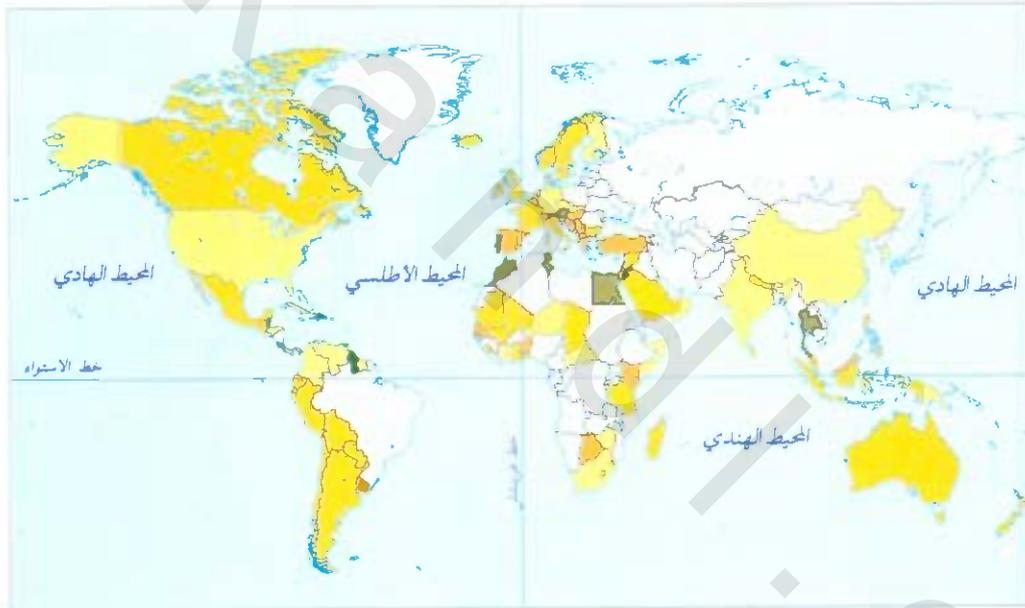 المحيط الهادي
المحيط الأطلسي
المحيط الهادي
خط الاستواء
المحيط الهندي